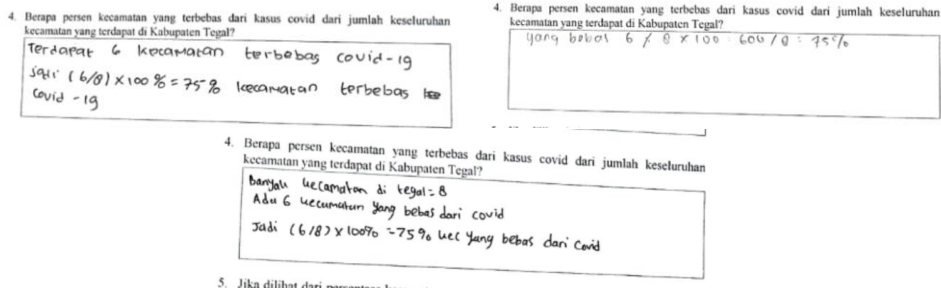 4. Berapa persen kecamatan yang terbebas dari kasus covid dari jumlah keseluruhan
kecamatan yang terdapat di Kabupaten Tegal?
Terdapat 6 kecamatan terbebas covid-19
jadi (6/8) x 100 % = 75 % kecamatan terbebas
covid -19
4. Berapa persen kecamatan yang terbebas dari kasus covid dari jumlah keseluruhan
kecamatan yang terdapat di Kabupaten Tegal?
yang bebas 6 / 8 x 100 = 600 / 8 = 75%
4. Berapa persen kecamatan yang terbebas dari kasus covid dari jumlah keseluruhan
kecamatan yang terdapat di Kabupaten Tegal?
Banyak kecamatan di tegal = 8
Ada 6 kecamatan yang bebas dari covid
Jadi (6/8) x 100% = 75% kec yang bebas dari covid
5. Jika dilihat dari